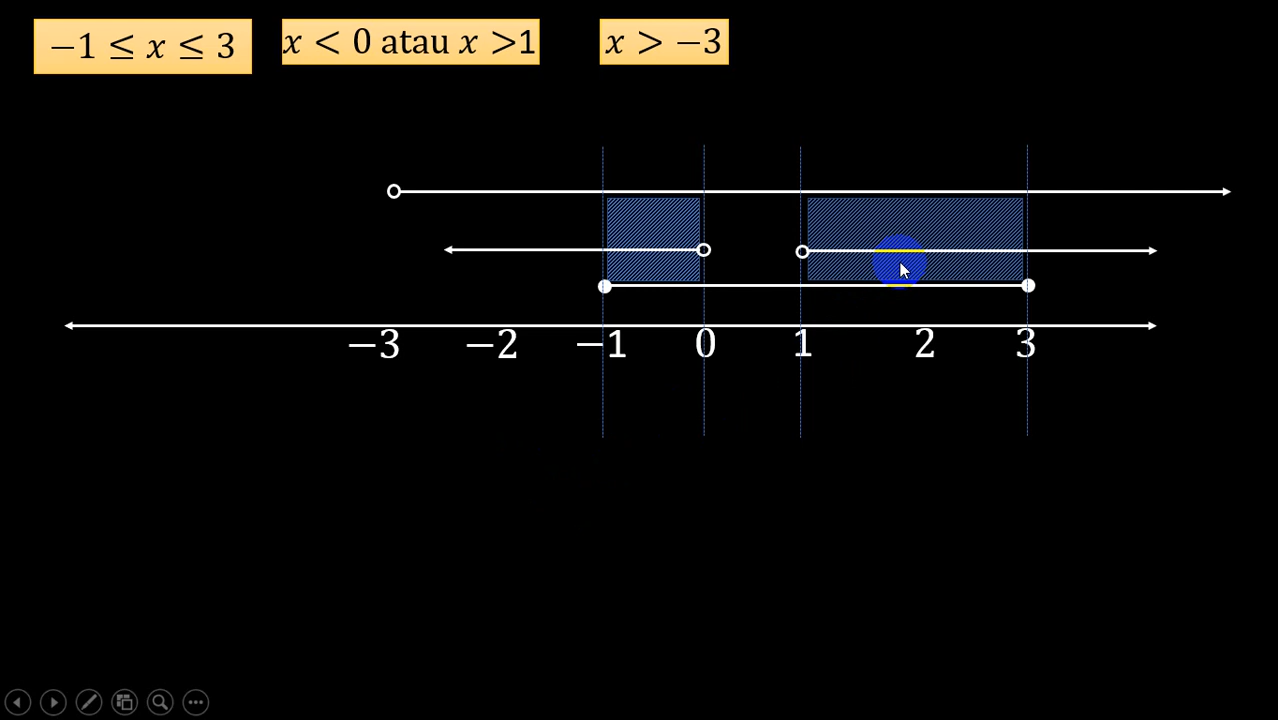 −1 ≤ x ≤ 3
x < 0 atau x >1
x > −3
−3 −2 −1 0 1 2 3